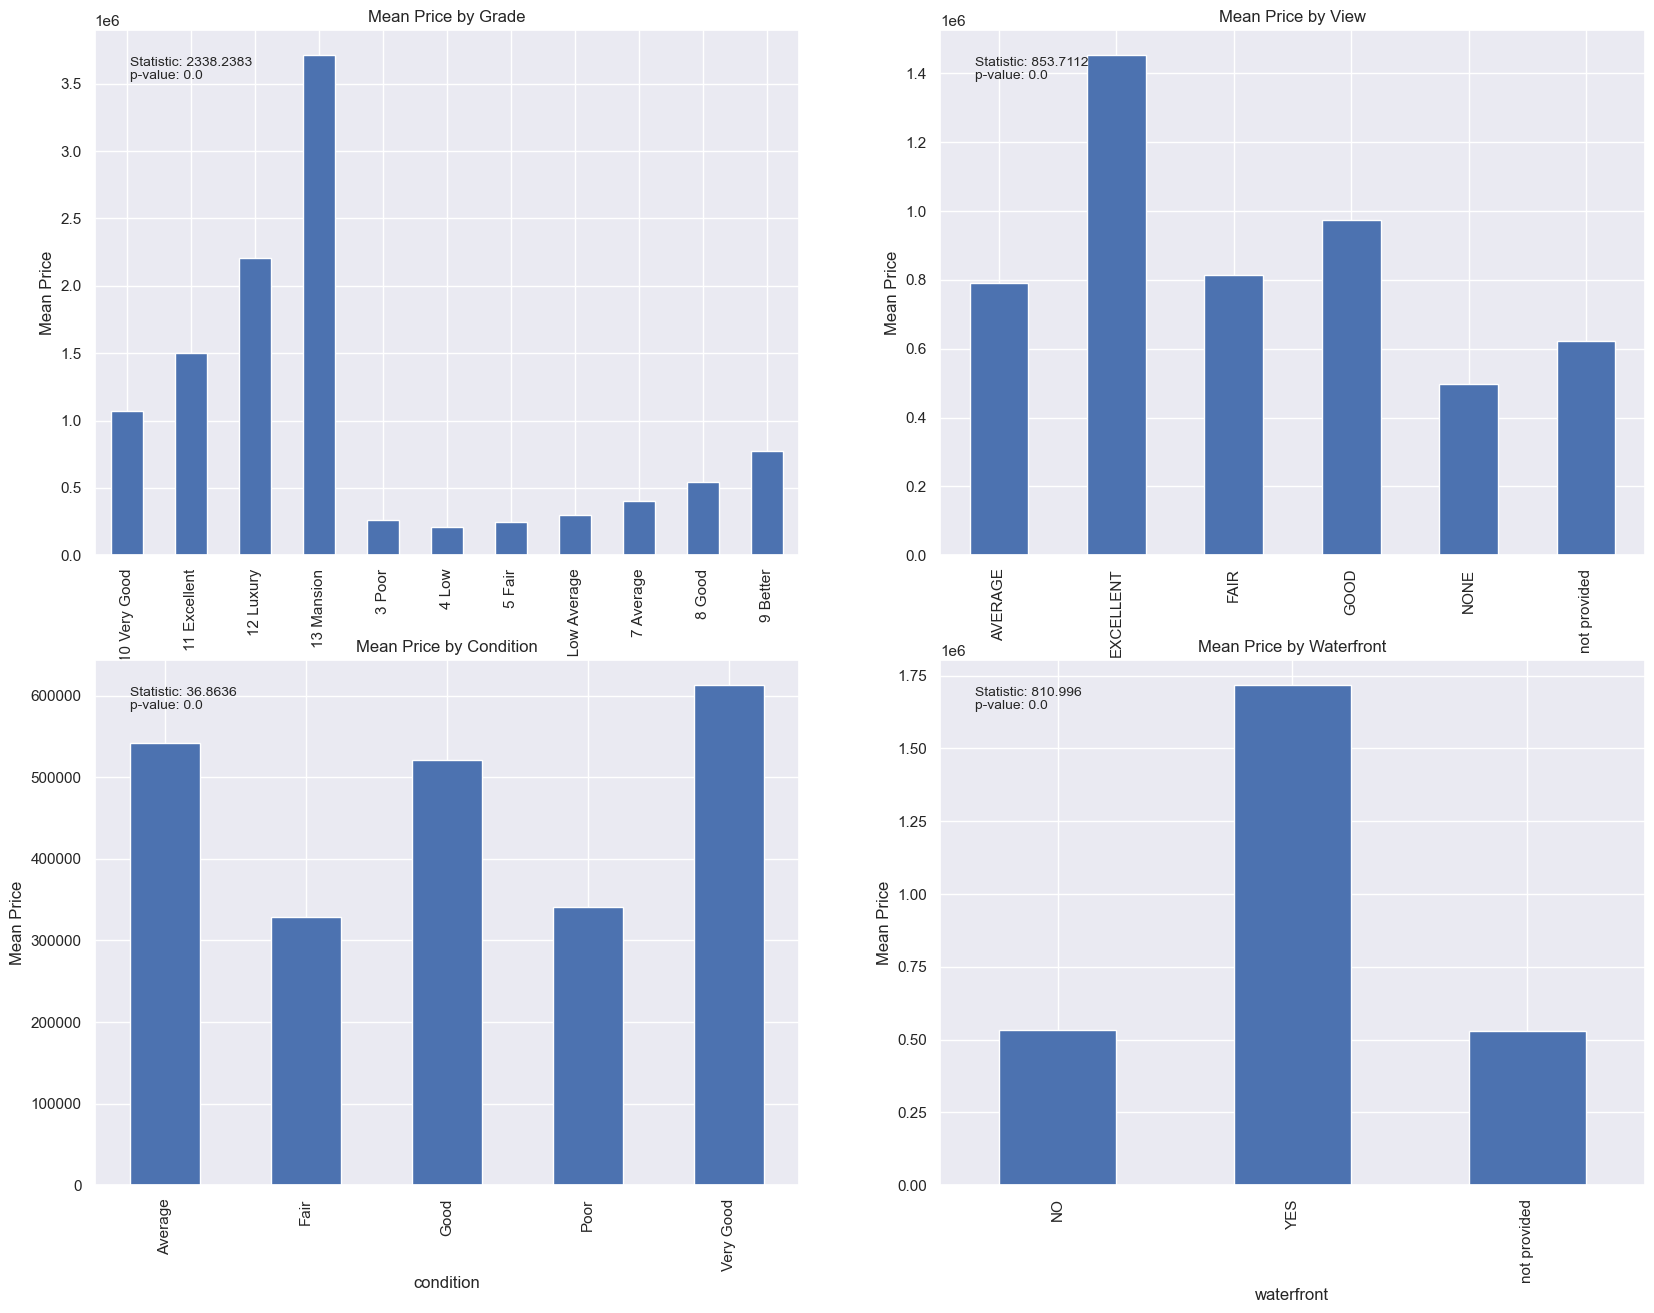 Mean Price by Grade
1e6
Statistic: 2338.2383
p-value: 0.0
3.5
3.0
2.5
2.0
1.5
1.0
0.5
0.0
Mean Price
10 Very Good
11 Excellent
12 Luxury
13 Mansion
3 Poor
4 Low
5 Fair
Low Average
7 Average
8 Good
9 Better
Mean Price by View
1e6
Statistic: 853.7112
p-value: 0.0
1.4
1.2
1.0
0.8
0.6
0.4
0.2
0.0
Mean Price
AVERAGE
EXCELLENT
FAIR
GOOD
NONE
not provided
Mean Price by Condition
Statistic: 36.8636
p-value: 0.0
600000
500000
400000
300000
200000
100000
0
Mean Price
Average
Fair
Good
Poor
Very Good
condition
Mean Price by Waterfront
1e6
Statistic: 810.996
p-value: 0.0
1.75
1.50
1.25
1.00
0.75
0.50
0.25
0.00
Mean Price
NO
YES
not provided
waterfront